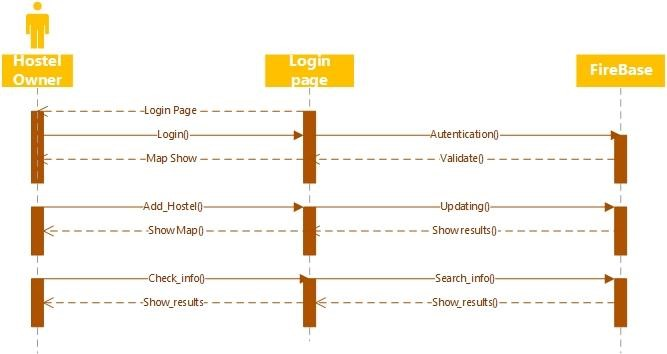 Hostel
Owner
Login
page
FireBase
Login Page
Login()
Autentication()
Map Show
Validate()
Add_Hostel()
Updating()
Show Map()
Show results()
Check_info()
Search_info()
Show_results
Show_results()